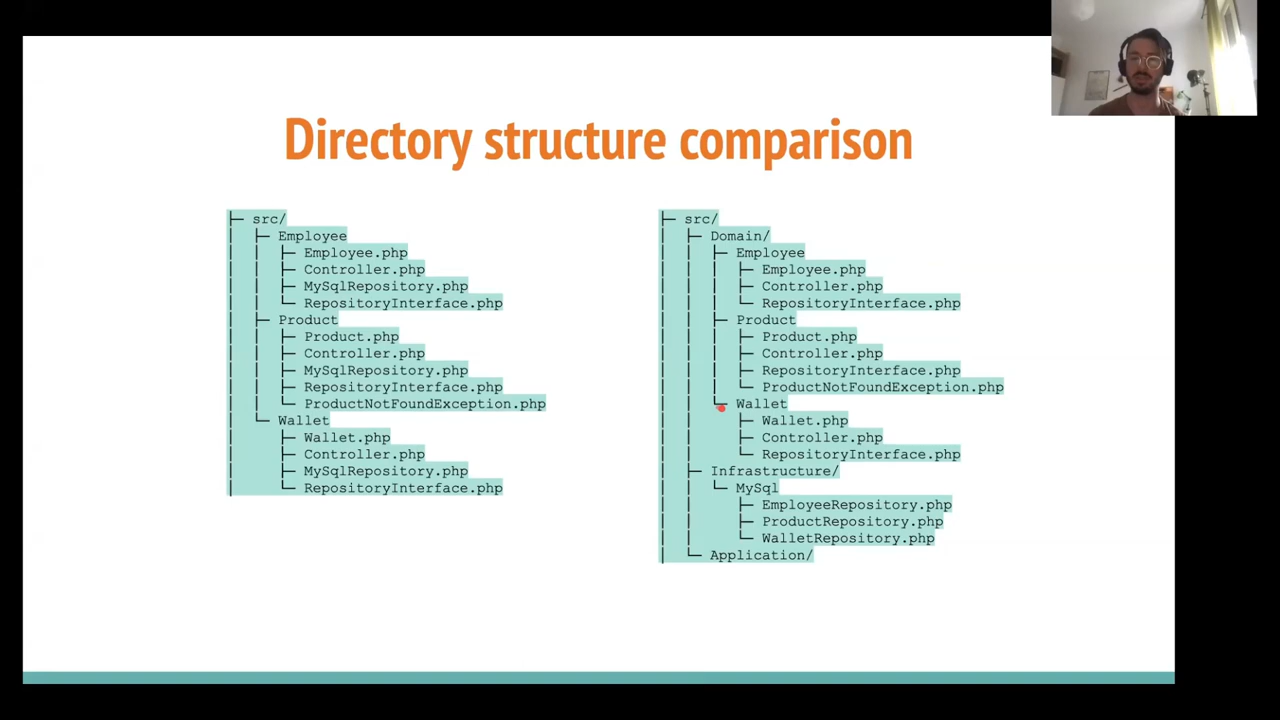 Directory structure comparison
├─ src/
│ ├─ Employee
│ │ ├─ Employee.php
│ │ ├─ Controller.php
│ │ ├─ MySqlRepository.php
│ │ └─ RepositoryInterface.php
│ ├─ Product
│ │ ├─ Product.php
│ │ ├─ Controller.php
│ │ ├─ MySqlRepository.php
│ │ ├─ RepositoryInterface.php
│ │ └─ ProductNotFoundException.php
│ └─ Wallet
│ ├─ Wallet.php
│ ├─ Controller.php
│ ├─ MySqlRepository.php
│ └─ RepositoryInterface.php
├─ src/
│ ├─ Domain/
│ │ ├─ Employee
│ │ │ ├─ Employee.php
│ │ │ ├─ Controller.php
│ │ │ └─ RepositoryInterface.php
│ │ ├─ Product
│ │ │ ├─ Product.php
│ │ │ ├─ Controller.php
│ │ │ ├─ RepositoryInterface.php
│ │ │ └─ ProductNotFoundException.php
│ │ └─ Wallet
│ │ ├─ Wallet.php
│ │ ├─ Controller.php
│ │ └─ RepositoryInterface.php
│ ├─ Infrastructure/
│ │ └─ MySql
│ │ ├─ EmployeeRepository.php
│ │ ├─ ProductRepository.php
│ │ └─ WalletRepository.php
│ └─ Application/